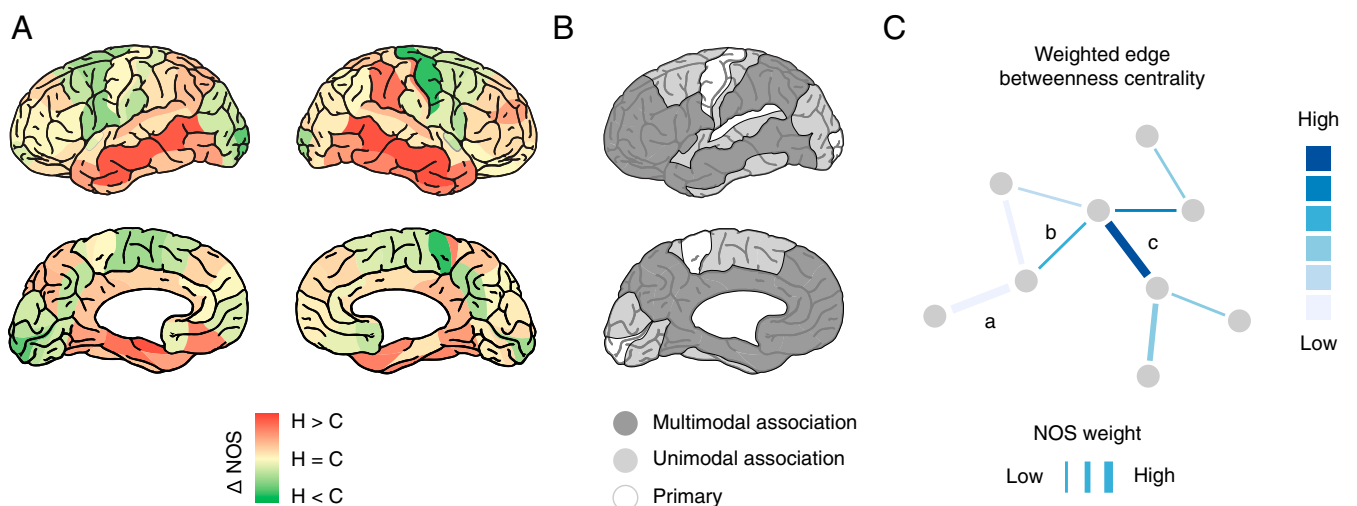 A
B
C
Weighted edge
betweenness centrality
High
b
c
a
Low
Δ NOS
H > C
H = C
H < C
Multimodal association
Unimodal association
Primary
NOS weight
Low
High